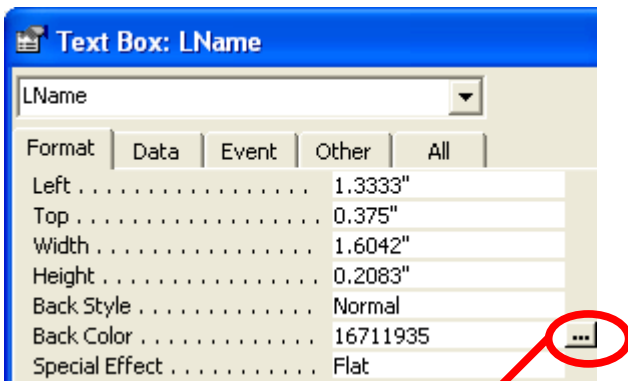 Text Box: LName
LName
Format Data Event Other All
Left . . . . . . . . . . . . . . . . . 1.3333"
Top . . . . . . . . . . . . . . . . . . 0.375"
Width . . . . . . . . . . . . . . . . 1.6042"
Height . . . . . . . . . . . . . . . . 0.2083"
Back Style . . . . . . . . . . . . . Normal
Back Color . . . . . . . . . . . . . 16711935 ...
Special Effect . . . . . . . . . . . Flat